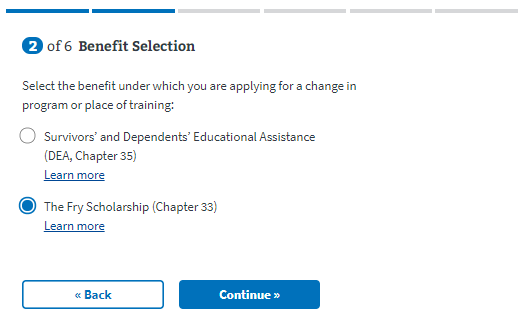 2 of 6 Benefit Selection
Select the benefit under which you are applying for a change in
program or place of training:
Survivors’ and Dependents’ Educational Assistance
(DEA, Chapter 35)
Learn more
The Fry Scholarship (Chapter 33)
Learn more
« Back
Continue »